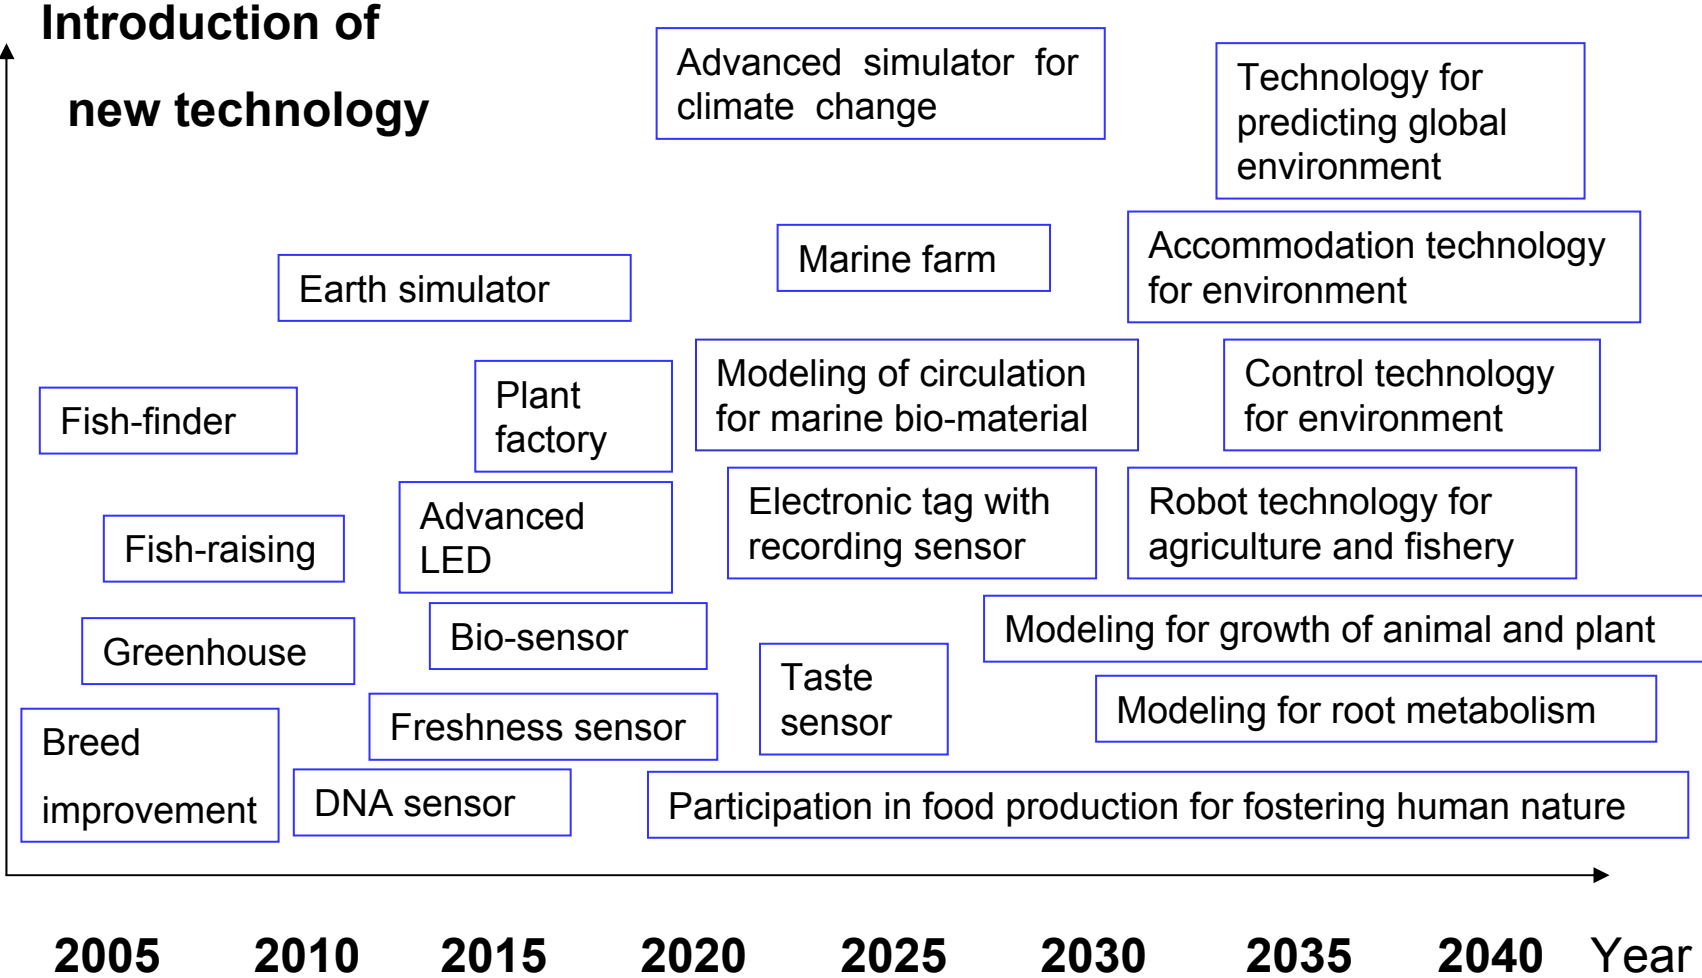 Introduction of
new technology
Advanced simulator for
climate change
Technology for
predicting global
environment
Accommodation technology
for environment
Marine farm
Earth simulator
Modeling of circulation
for marine bio-material
Control technology
for environment
Plant
factory
Fish-finder
Electronic tag with
recording sensor
Robot technology for
agriculture and fishery
Advanced
LED
Fish-raising
Modeling for growth of animal and plant
Bio-sensor
Greenhouse
Taste
sensor
Modeling for root metabolism
Freshness sensor
Breed
improvement
DNA sensor
Participation in food production for fostering human nature
2005 2010 2015 2020 2025 2030 2035 2040 Year